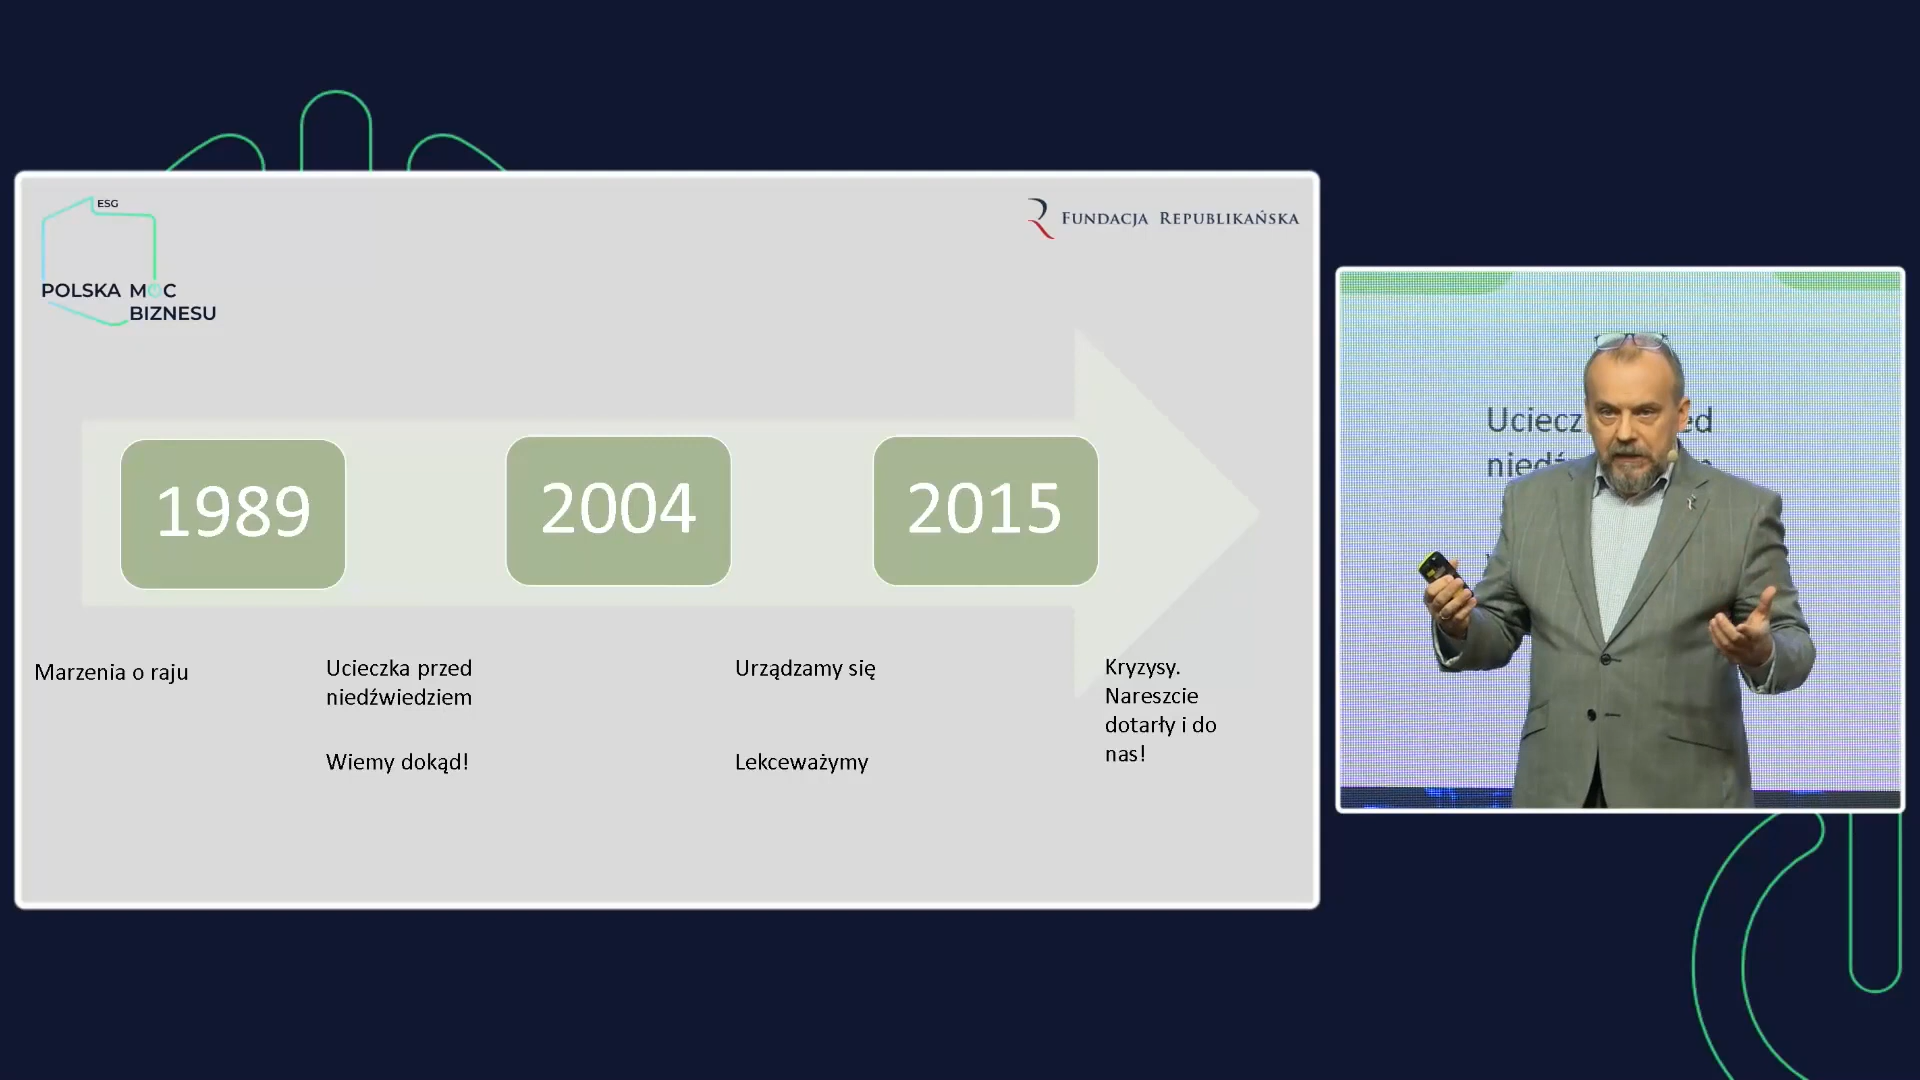 ESG
POLSKA MOC
BIZNESU
FUNDACJA REPUBLIKAŃSKA
1989
2004
2015
Marzenia o raju
Ucieczka przed
niedźwiedziem
Wiemy dokąd!
Urządzamy się
Lekceważymy
Kryzysy.
Nareszcie
dotarły i do
nas!